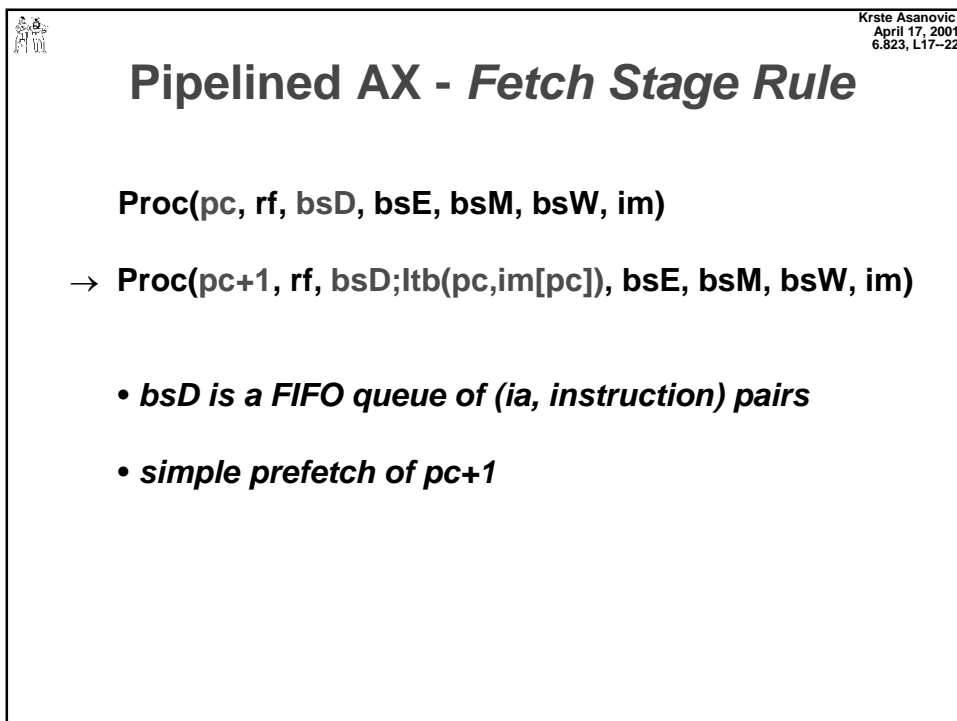 Krste Asanovic
April 17, 2001
6.823, L17--22
Pipelined AX - Fetch Stage Rule
Proc(pc, rf, bsD, bsE, bsM, bsW, im)
→ Proc(pc+1, rf, bsD;Itb(pc,im[pc]), bsE, bsM, bsW, im)
• bsD is a FIFO queue of (ia, instruction) pairs
• simple prefetch of pc+1